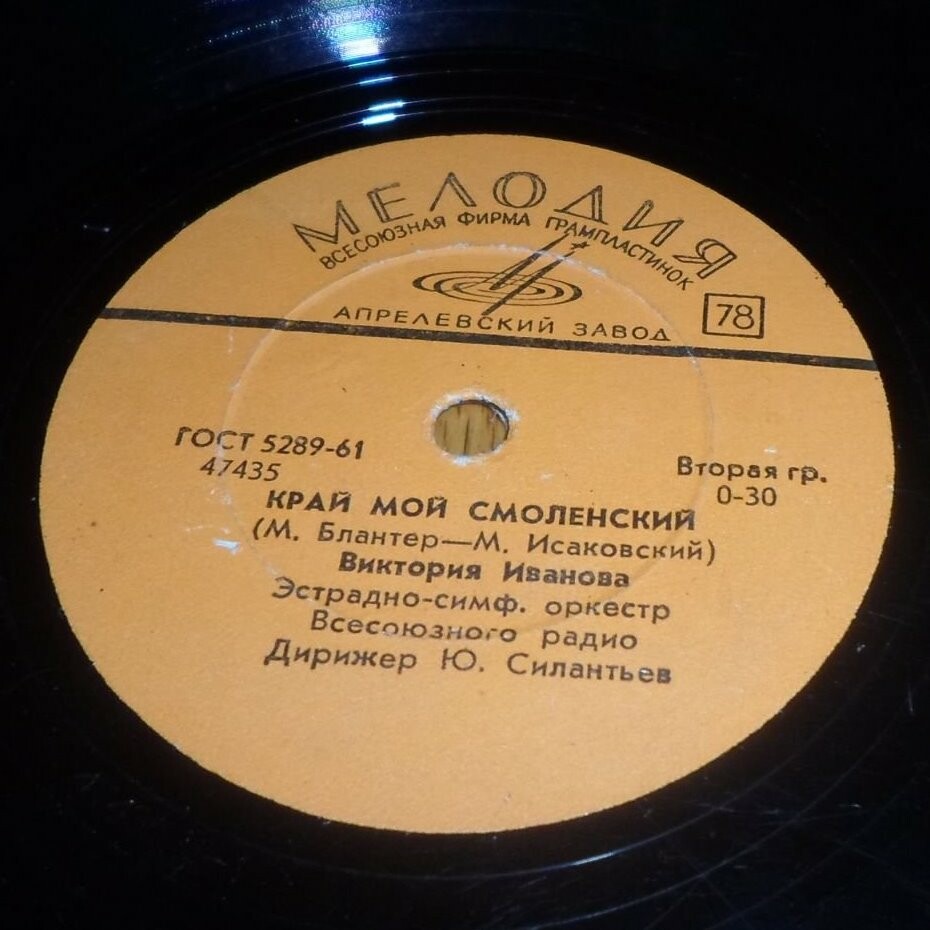 МЕЛОДИЯ
ВСЕСОЮЗНАЯ ФИРМА ГРАМПЛАСТИНОК
АПРЕЛЕВСКИЙ ЗАВОД
78
ГОСТ 5289-61
47435
Вторая гр.
0-30
КРАЙ МОЙ СМОЛЕНСКИЙ
(М. Блантер—М. Исаковский)
Виктория Иванова
Эстрадно-симф. оркестр
Всесоюзного радио
Дирижер Ю. Силантьев